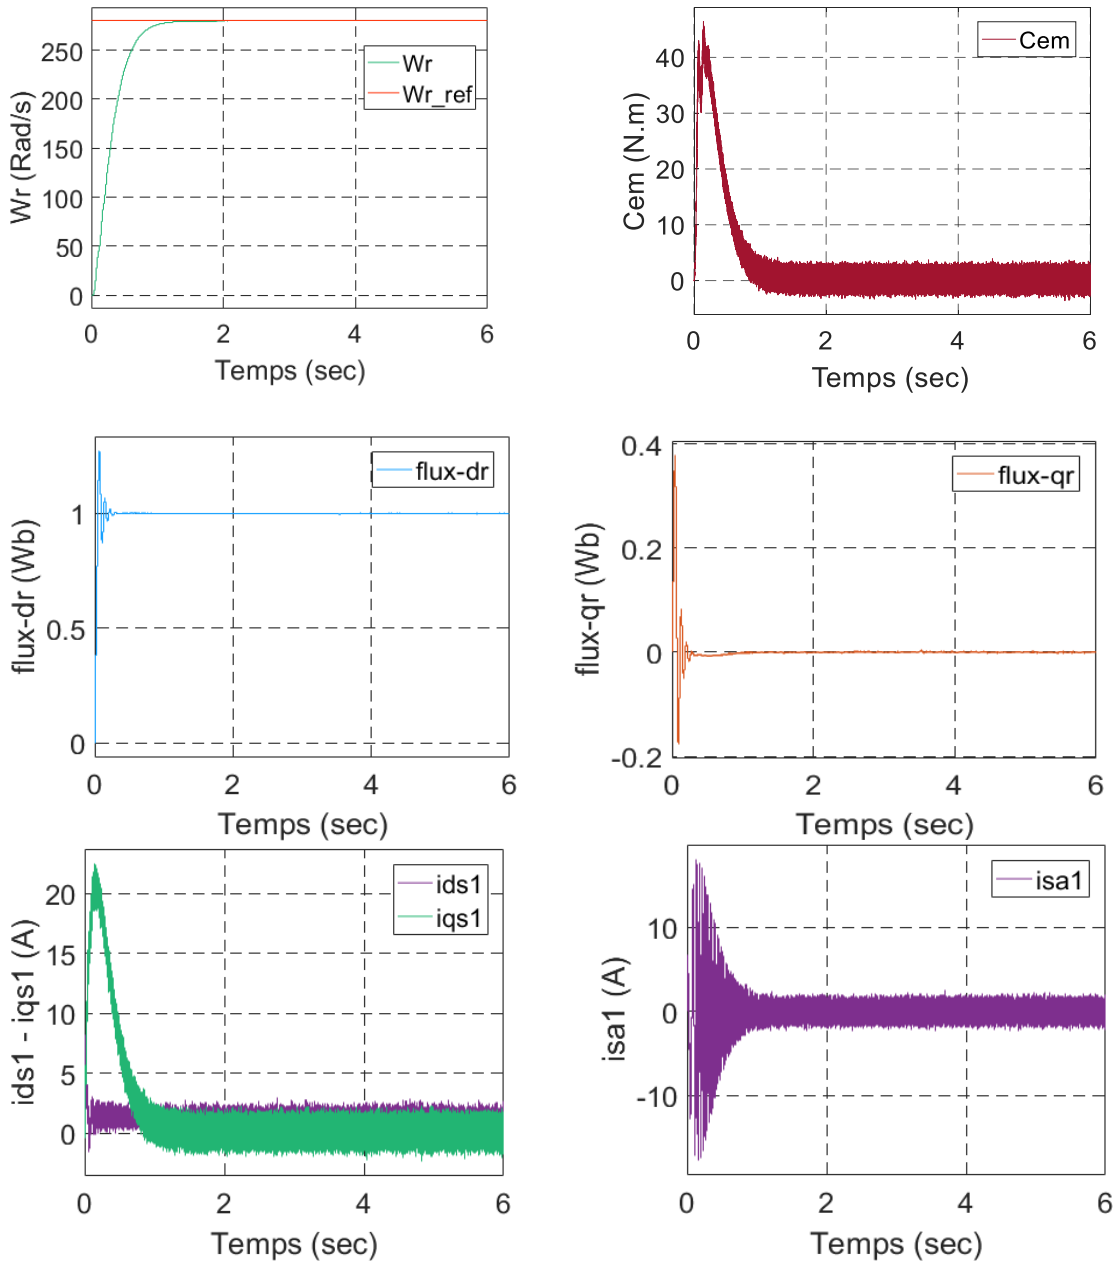 Wr (Rad/s)
250
200
150
100
50
0
Wr
Wr_ref
0 2 4 6
Temps (sec)
Cem (N.m)
40
30
20
10
0
Cem
0 2 4 6
Temps (sec)
flux-dr (Wb)
1
0.5
0
flux-dr
0 2 4 6
Temps (sec)
flux-qr (Wb)
0.4
0.2
0
-0.2
flux-qr
0 2 4 6
Temps (sec)
ids1 - iqs1 (A)
20
15
10
5
0
ids1
iqs1
0 2 4 6
Temps (sec)
isa1 (A)
10
0
-10
isa1
0 2 4 6
Temps (sec)